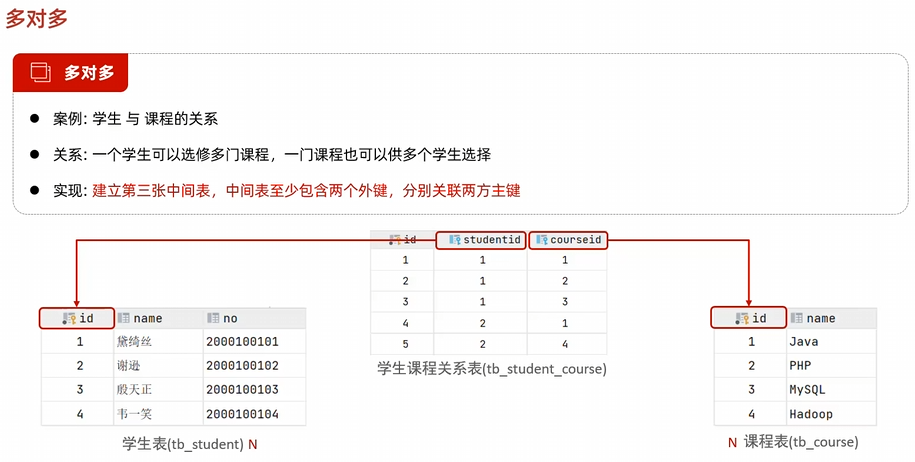 多对多
多对多
案例: 学生 与 课程的关系
关系: 一个学生可以选修多门课程，一门课程也可以供多个学生选择
实现: 建立第三张中间表，中间表至少包含两个外键，分别关联两方主键
id studentid courseid
1 1 1
2 1 2
3 1 3
4 2 1
5 2 4
学生课程关系表(tb_student_course)
id name no
1 黛绮丝 2000100101
2 谢逊 2000100102
3 殷天正 2000100103
4 韦一笑 2000100104
学生表(tb_student) N
id name
1 Java
2 PHP
3 MySQL
4 Hadoop
N 课程表(tb_course)